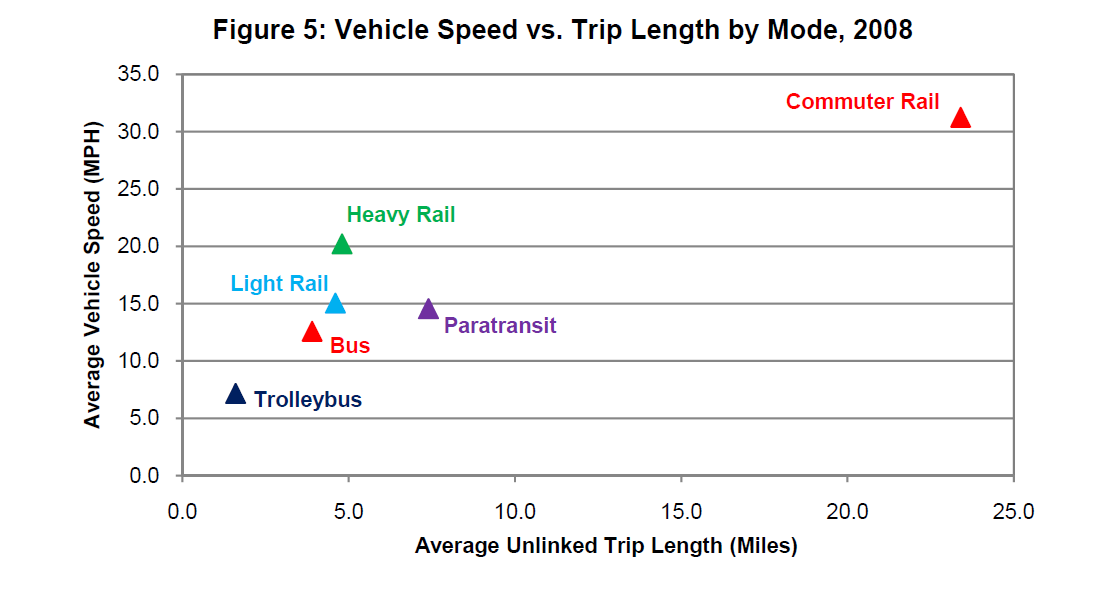 Figure 5: Vehicle Speed vs. Trip Length by Mode, 2008
35.0
Commuter Rail
30.0
25.0
Heavy Rail
20.0
Light Rail
15.0
Paratransit
Bus
10.0
Trolleybus
5.0
0.0
Average Vehicle Speed (MPH)
0.0 5.0 10.0 15.0 20.0 25.0
Average Unlinked Trip Length (Miles)